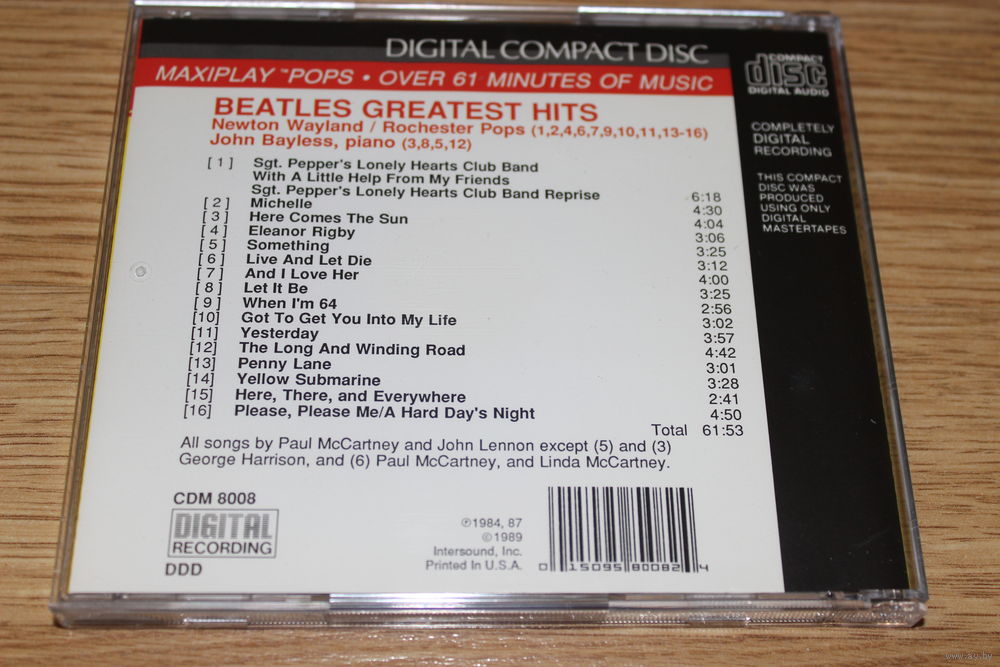 DIGITAL COMPACT DISC
MAXIPLAY ™POPS • OVER 61 MINUTES OF MUSIC
COMPACT
disc
DIGITAL AUDIO
BEATLES GREATEST HITS
Newton Wayland / Rochester Pops (1,2,4,6,7,9,10,11,13-16)
John Bayless, piano (3,8,5,12)
COMPLETELY
DIGITAL
RECORDING
THIS COMPACT
DISC WAS
PRODUCED
USING ONLY
DIGITAL
MASTERTAPES
[ 1 ] Sgt. Pepper's Lonely Hearts Club Band
With A Little Help From My Friends
Sgt. Pepper's Lonely Hearts Club Band Reprise 6:18
[ 2 ] Michelle 4:30
[ 3 ] Here Comes The Sun 4:04
[ 4 ] Eleanor Rigby 3:06
[ 5 ] Something 3:25
[ 6 ] Live And Let Die 3:12
[ 7 ] And I Love Her 4:00
[ 8 ] Let It Be 3:25
[ 9 ] When I'm 64 2:56
[10] Got To Get You Into My Life 3:02
[11] Yesterday 3:57
[12] The Long And Winding Road 4:42
[13] Penny Lane 3:01
[14] Yellow Submarine 3:28
[15] Here, There, and Everywhere 2:41
[16] Please, Please Me/A Hard Day's Night 4:50
Total 61:53
All songs by Paul McCartney and John Lennon except (5) and (3)
George Harrison, and (6) Paul McCartney, and Linda McCartney.
CDM 8008
DIGITAL
RECORDING
DDD
℗1984, 87
©1989
Intersound, Inc.
Printed In U.S.A.
0 15095 80082 4
www.ay.by